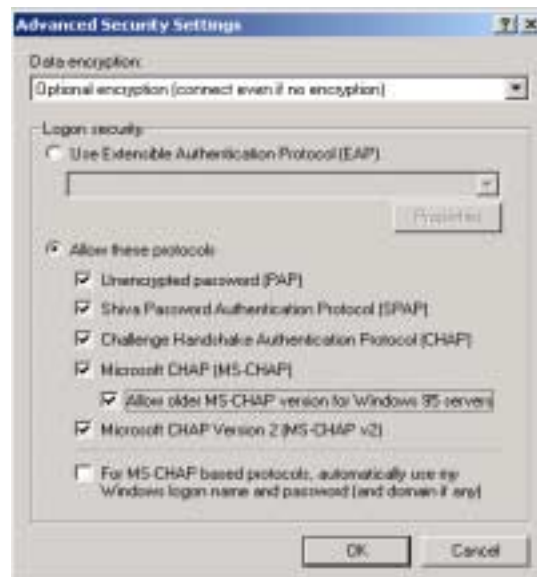 Advanced Security Settings
Data encryption:
Optional encryption (connect even if no encryption)
Logon security
Use Extensible Authentication Protocol (EAP)
Properties
Allow these protocols
Unencrypted password (PAP)
Shiva Password Authentication Protocol (SPAP)
Challenge Handshake Authentication Protocol (CHAP)
Microsoft CHAP (MS-CHAP)
Allow older MS-CHAP version for Windows 95 servers
Microsoft CHAP Version 2 (MS-CHAP v2)
For MS-CHAP based protocols, automatically use my
Windows logon name and password (and domain if any)
OK
Cancel